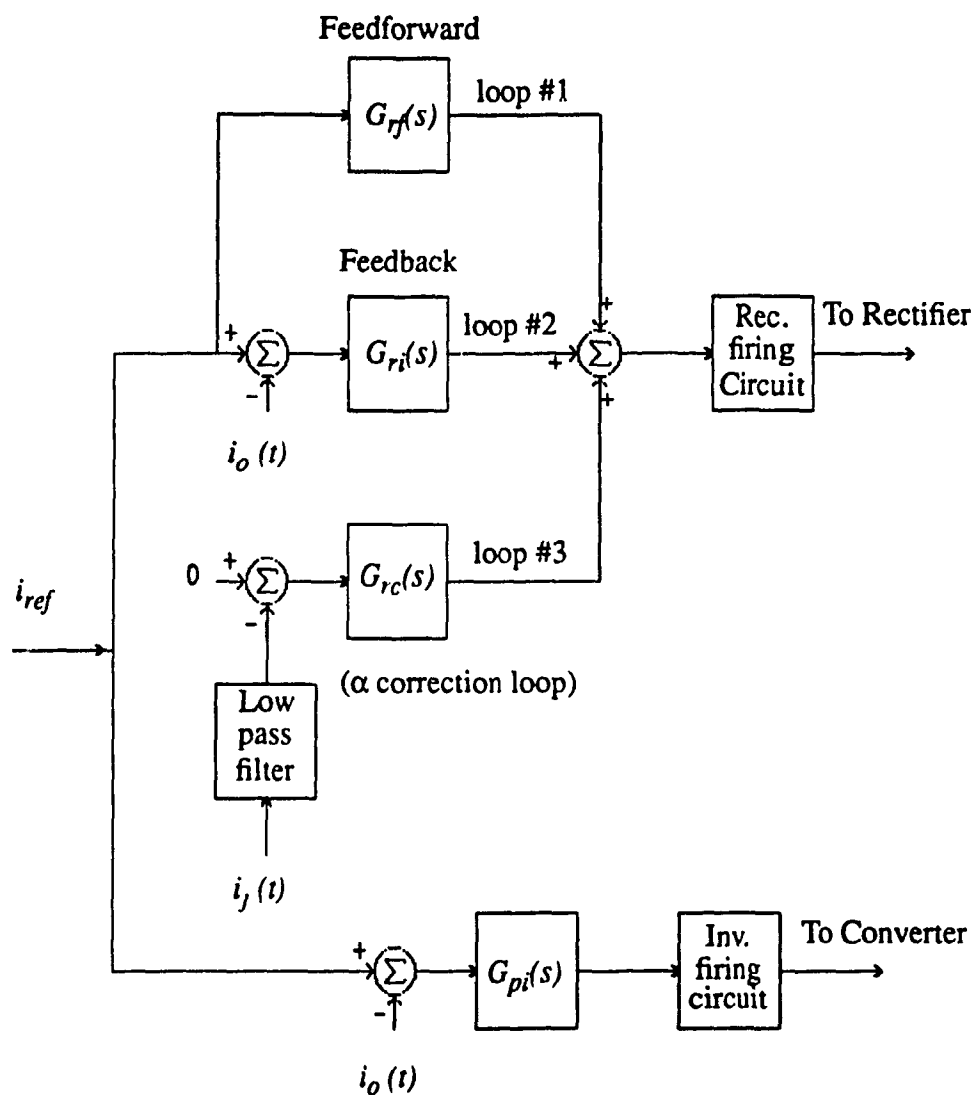 Feedforward
G_rf(s)
loop #1
Feedback
+
G_ri(s)
loop #2
+
+
Σ
-
Σ
+
Rec.
firing
Circuit
To Rectifier
i_o (t)
0
+
Σ
-
G_rc(s)
loop #3
i_ref
(α correction loop)
Low
pass
filter
i_j (t)
+
Σ
-
G_pi(s)
Inv.
firing
circuit
To Converter
i_o (t)